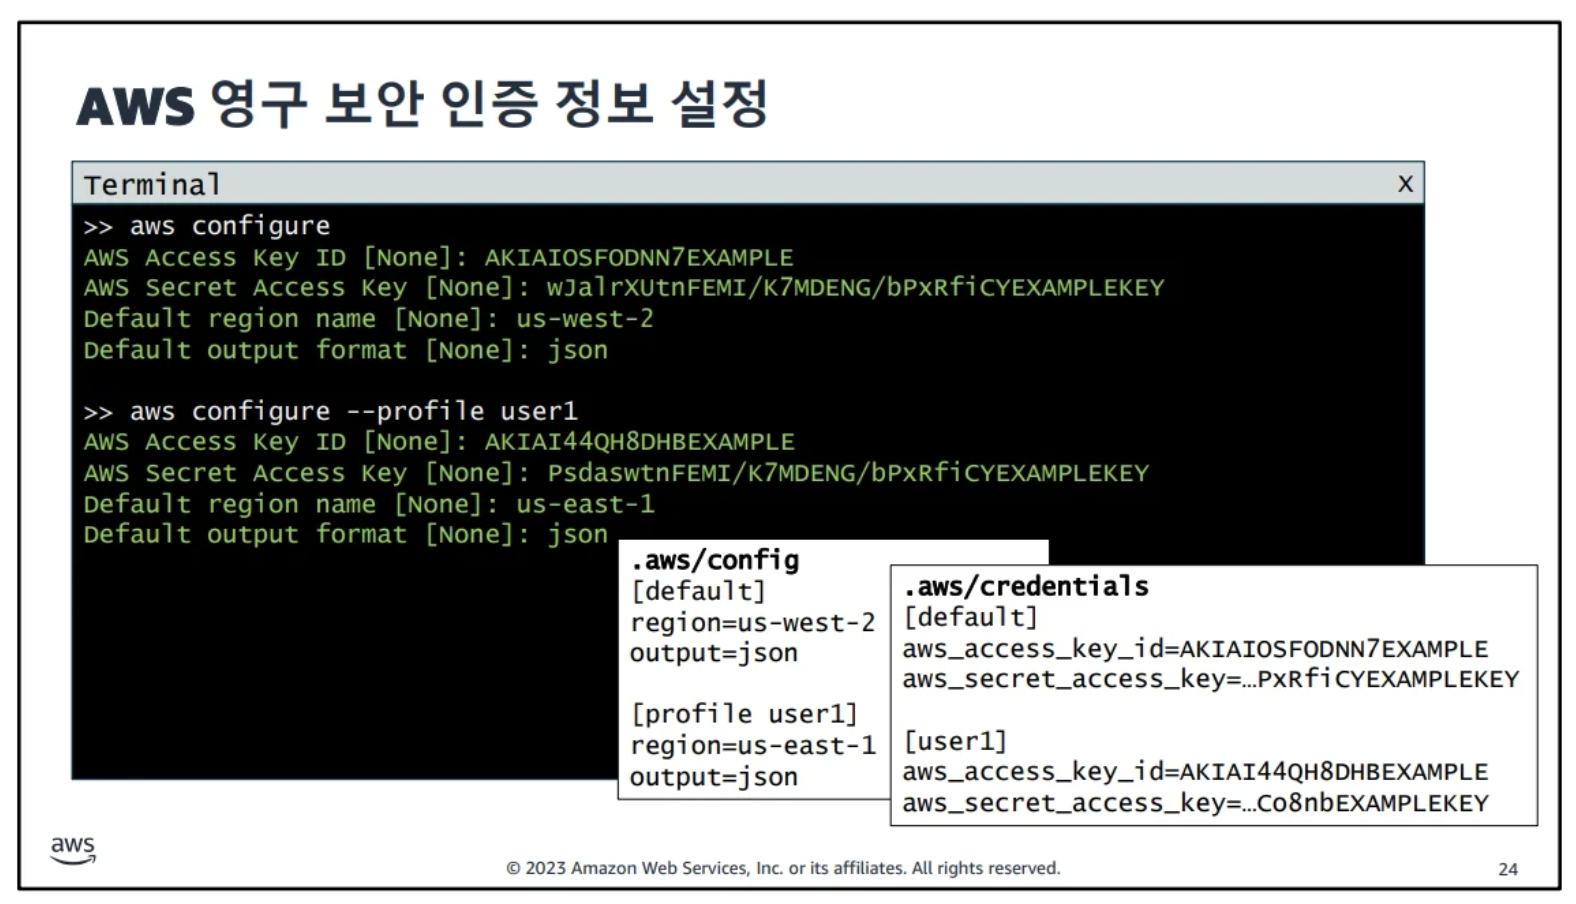 AWS 영구 보안 인증 정보 설정
Terminal X
>> aws configure
AWS Access Key ID [None]: AKIAIOSFODNN7EXAMPLE
AWS Secret Access Key [None]: wJalrXUtnFEMI/K7MDENG/bPxRfiCYEXAMPLEKEY
Default region name [None]: us-west-2
Default output format [None]: json
>> aws configure --profile user1
AWS Access Key ID [None]: AKIAI44QH8DHBEXAMPLE
AWS Secret Access Key [None]: PsdaswtnFEMI/K7MDENG/bPxRfiCYEXAMPLEKEY
Default region name [None]: us-east-1
Default output format [None]: json
.aws/config
[default]
region=us-west-2
output=json
[profile user1]
region=us-east-1
output=json
.aws/credentials
[default]
aws_access_key_id=AKIAIOSFODNN7EXAMPLE
aws_secret_access_key=…PxRfiCYEXAMPLEKEY
[user1]
aws_access_key_id=AKIAI44QH8DHBEXAMPLE
aws_secret_access_key=…Co8nbEXAMPLEKEY
aws
© 2023 Amazon Web Services, Inc. or its affiliates. All rights reserved.
24